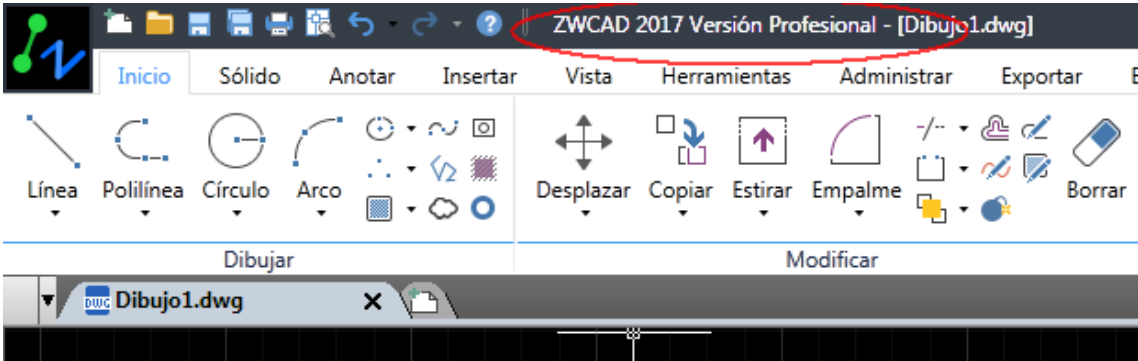 ZWCAD 2017 Versión Profesional - [Dibujo1.dwg]
Inicio Sólido Anotar Insertar Vista Herramientas Administrar Exportar
Línea Polilínea Círculo Arco Desplazar Copiar Estirar Empalme Borrar
Dibujar Modificar
DWG Dibujo1.dwg